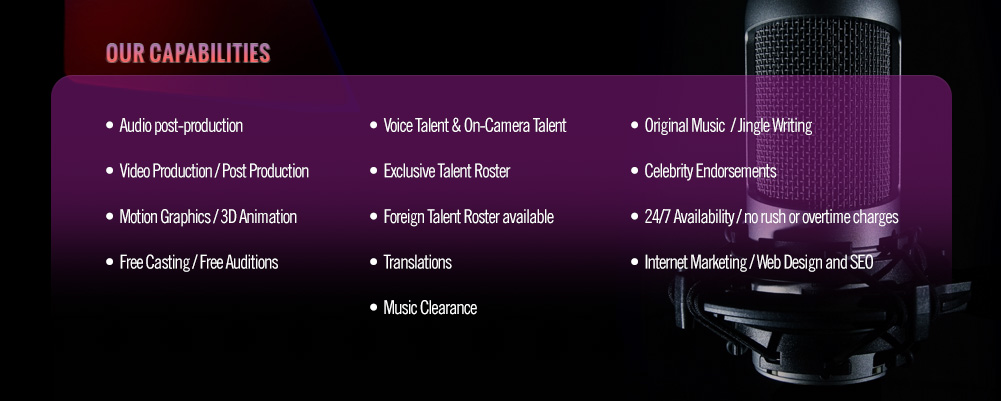 OUR CAPABILITIES
• Audio post-production
• Video Production / Post Production
• Motion Graphics / 3D Animation
• Free Casting / Free Auditions
• Voice Talent & On-Camera Talent
• Exclusive Talent Roster
• Foreign Talent Roster available
• Translations
• Music Clearance
• Original Music / Jingle Writing
• Celebrity Endorsements
• 24/7 Availability / no rush or overtime charges
• Internet Marketing / Web Design and SEO